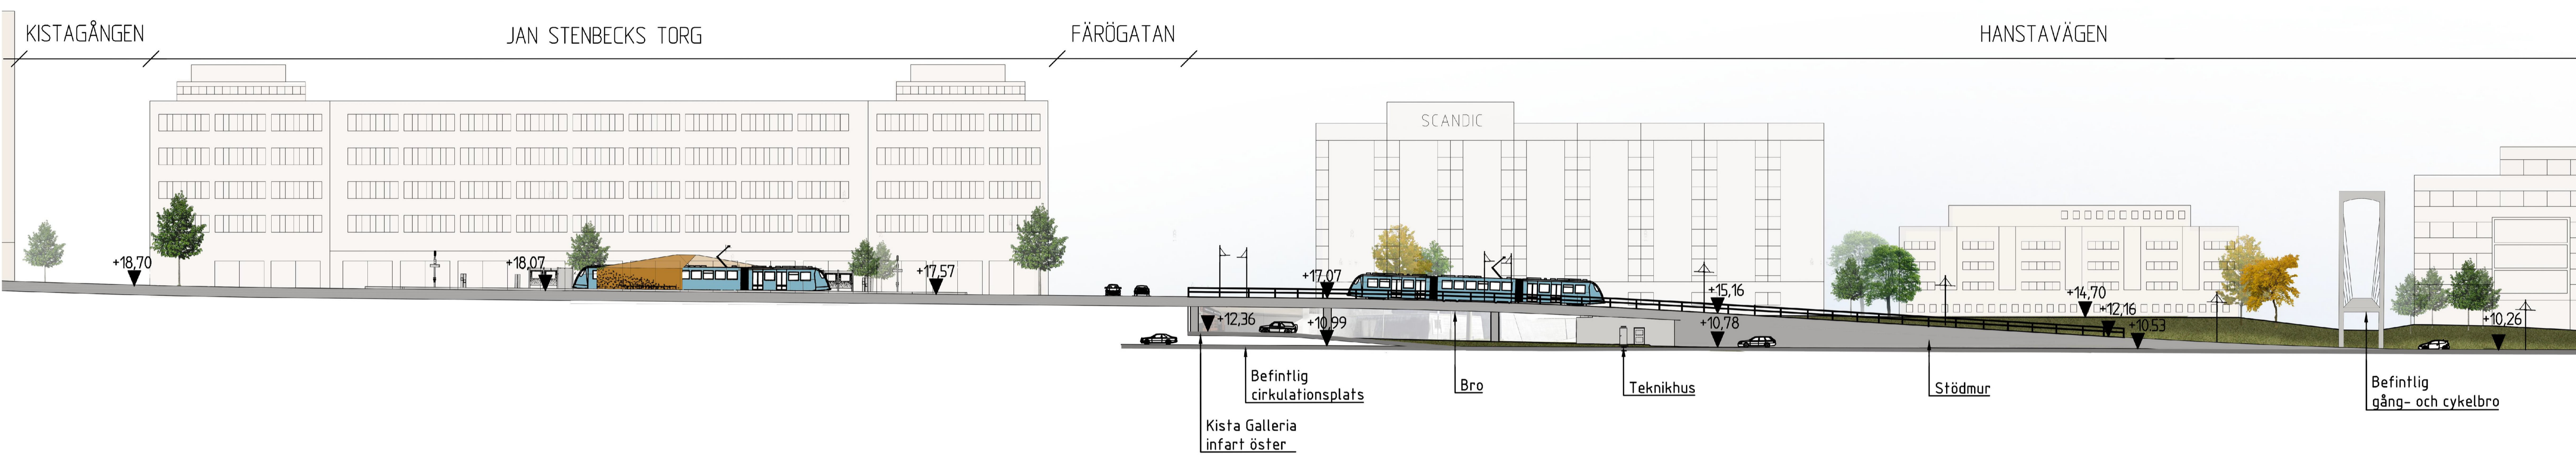 KISTAGÅNGEN
JAN STENBECKS TORG
FÄRÖGATAN
HANSTAVÄGEN
SCANDIC
+18,70
+18,07
+17,57
+17,07
+15,16
+14,70
+12,16
+12,36
+10,99
+10,78
+10,53
+10,26
Befintlig
cirkulationsplats
Bro
Teknikhus
Stödmur
Befintlig
gång- och cykelbro
Kista Galleria
infart öster